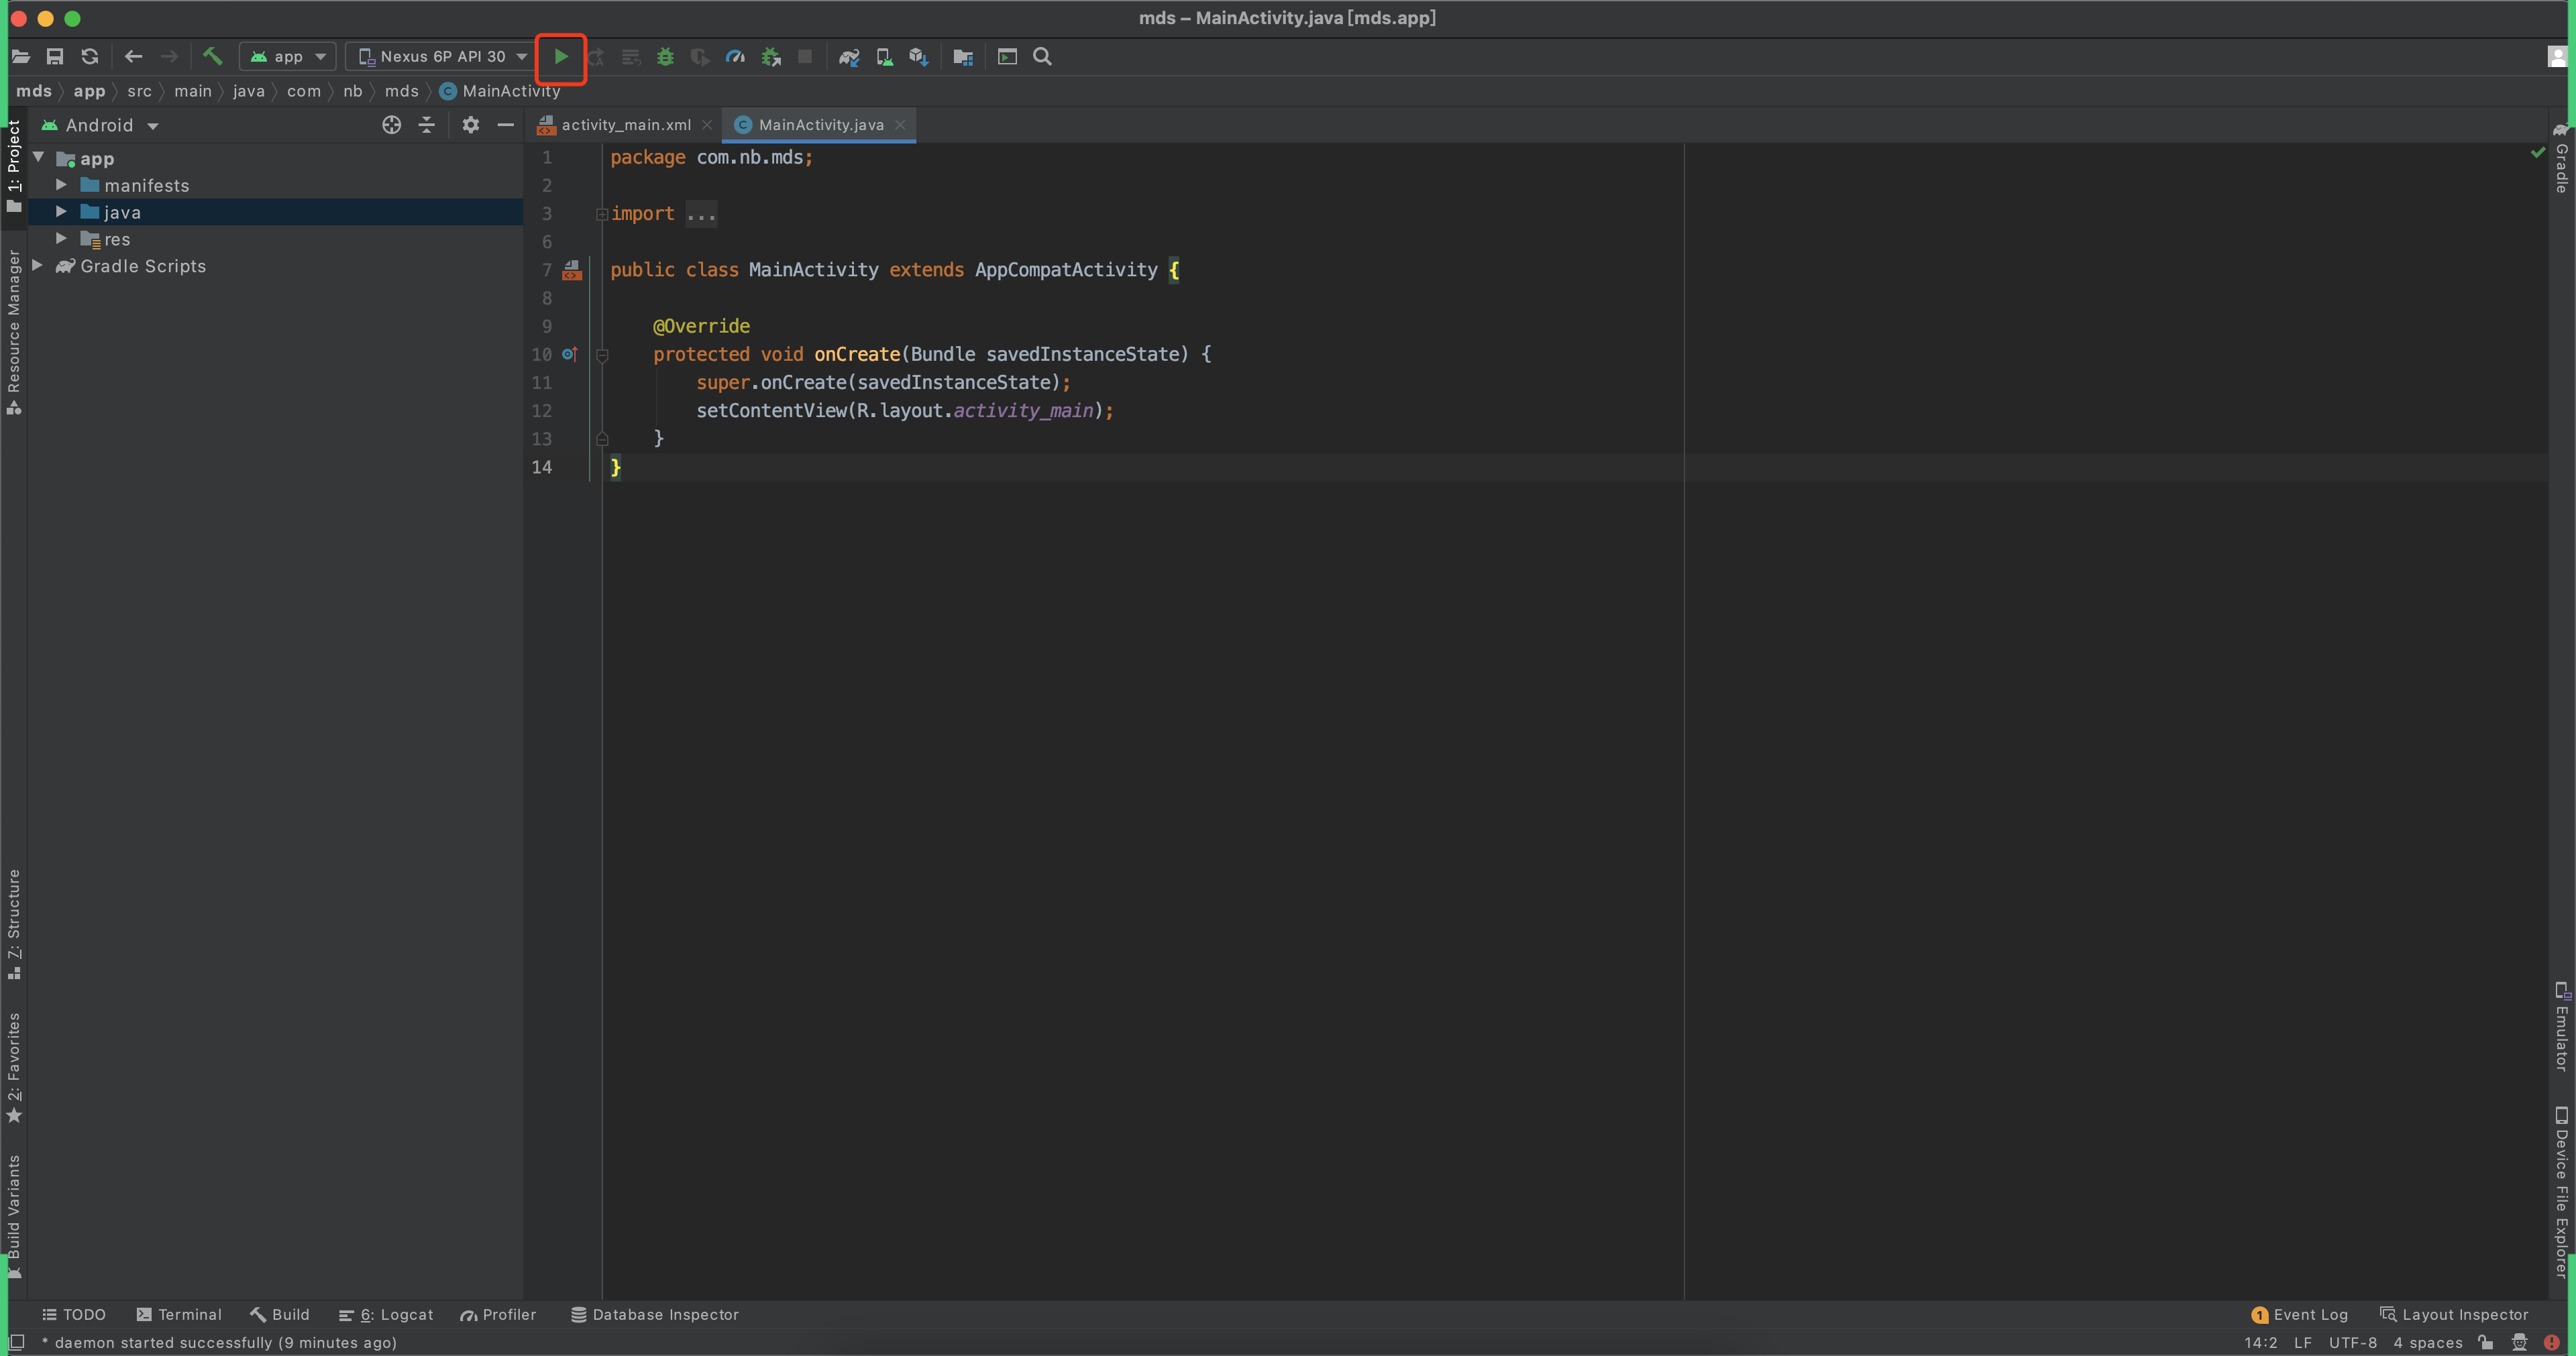 mds – MainActivity.java [mds.app]
app
Nexus 6P API 30
mds app src main java com nb mds MainActivity
Android
activity_main.xml
MainActivity.java
1: Project
Resource Manager
7: Structure
2: Favorites
Build Variants
app
manifests
java
res
Gradle Scripts
1 package com.nb.mds;
2
3 import ...
6
7 public class MainActivity extends AppCompatActivity {
8
9 @Override
10 protected void onCreate(Bundle savedInstanceState) {
11 super.onCreate(savedInstanceState);
12 setContentView(R.layout.activity_main);
13 }
14 }
Gradle
Emulator
Device File Explorer
TODO Terminal Build 6: Logcat Profiler Database Inspector 1 Event Log Layout Inspector
* daemon started successfully (9 minutes ago) 14:2 LF UTF-8 4 spaces